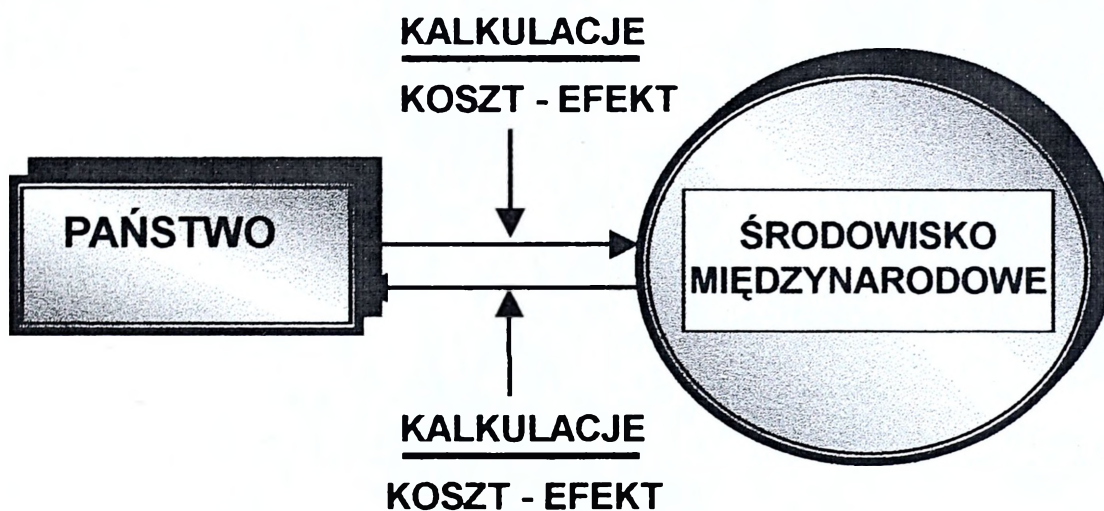 KALKULACJE
KOSZT - EFEKT
PAŃSTWO
ŚRODOWISKO
MIĘDZYNARODOWE
KALKULACJE
KOSZT - EFEKT